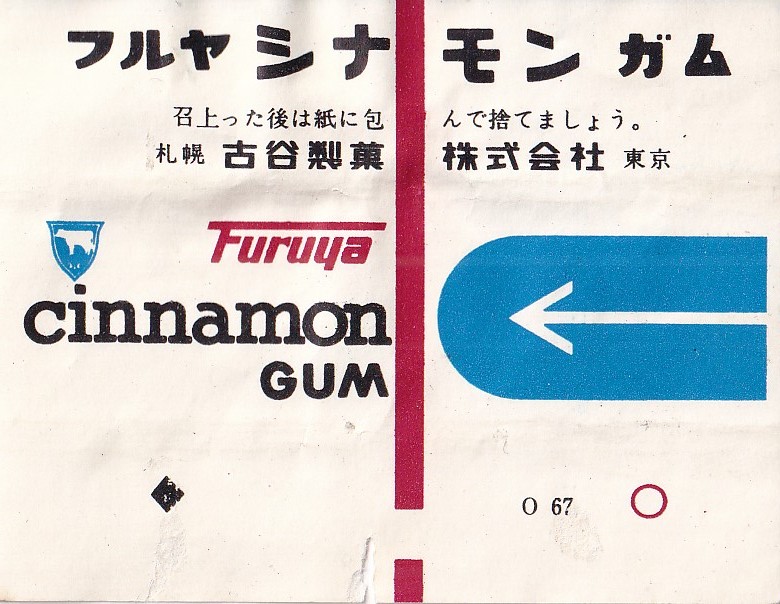 フルヤシナモン ガム
召上った後は紙に包んで捨てましょう。
札幌 古谷製菓株式会社 東京
Furuya
cinnamon
GUM
O 67